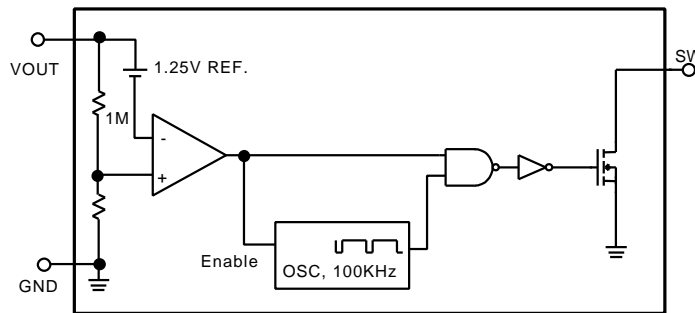 VOUT
1.25V REF.
SW
1M
-
+
Enable
OSC, 100KHz
GND